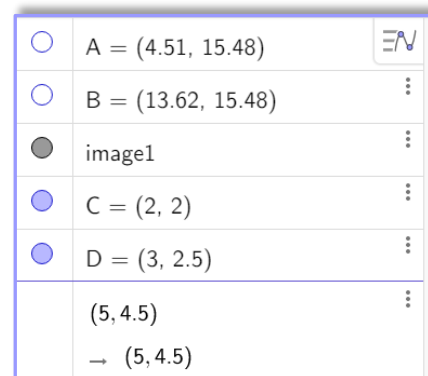 A = (4.51, 15.48)
B = (13.62, 15.48)
image1
C = (2, 2)
D = (3, 2.5)
(5, 4.5)
→ (5, 4.5)